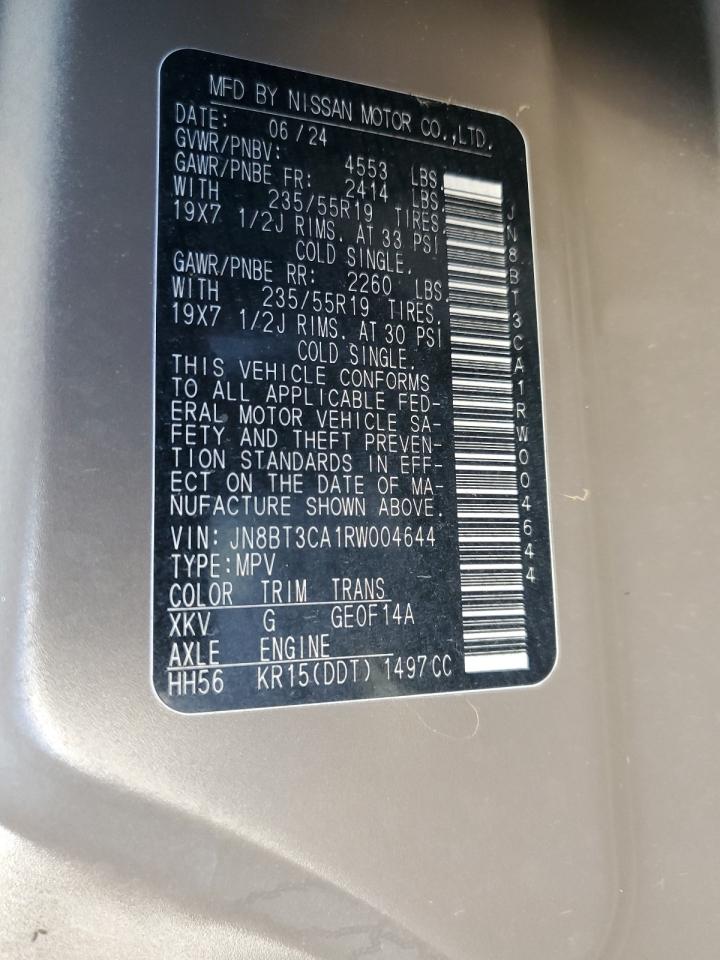 MFD BY NISSAN MOTOR CO.,LTD.
DATE: 06/24
GVWR/PNBV: 4553 LBS.
GAWR/PNBE FR: 2414 LBS.
WITH 235/55R19 TIRES.
19X7 1/2J RIMS. AT 33 PSI
COLD SINGLE.
GAWR/PNBE RR: 2260 LBS.
WITH 235/55R19 TIRES.
19X7 1/2J RIMS. AT 30 PSI
COLD SINGLE.
THIS VEHICLE CONFORMS
TO ALL APPLICABLE FED-
ERAL MOTOR VEHICLE SA-
FETY AND THEFT PREVEN-
TION STANDARDS IN EFF-
ECT ON THE DATE OF MA-
NUFACTURE SHOWN ABOVE.
VIN: JN8BT3CA1RW004644
TYPE:MPV
COLOR TRIM TRANS
XKV G GE0F14A
AXLE ENGINE
HH56 KR15(DDT) 1497CC
JN8BT3CA1RW004644